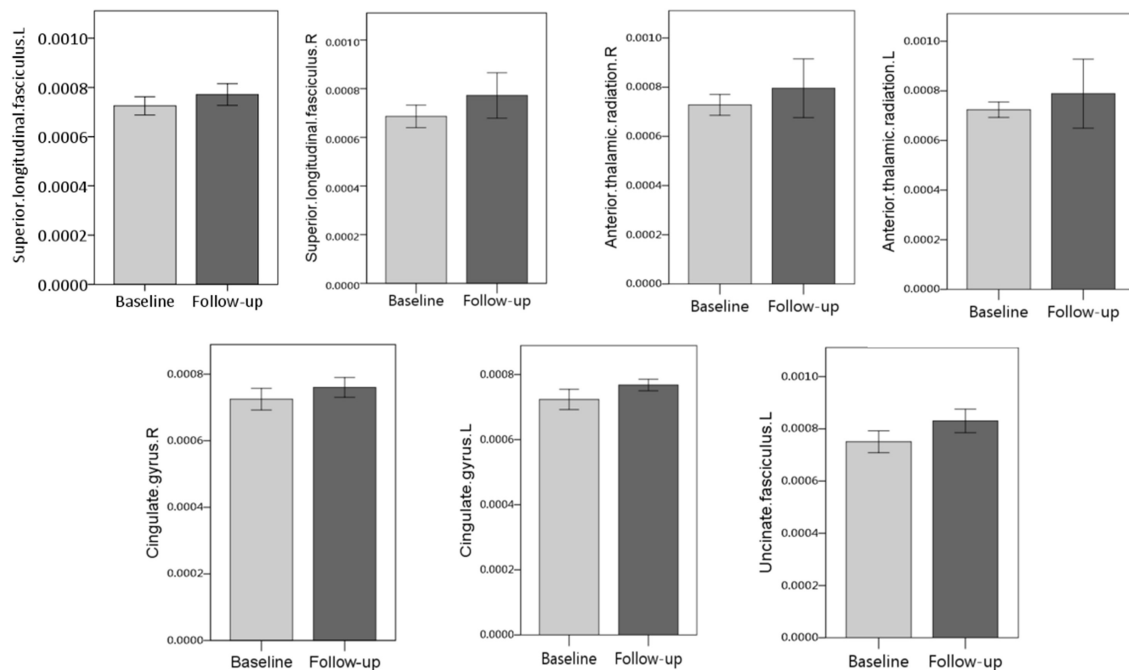 Superior.longitudinal.fasciculus.L
0.0010
0.0008
0.0006
0.0004
0.0002
0.0000
Baseline Follow-up
Superior.longitudinal.fasciculus.R
0.0010
0.0008
0.0006
0.0004
0.0002
0.0000
Baseline Follow-up
Anterior.thalamic.radiation.R
0.0010
0.0008
0.0006
0.0004
0.0002
0.0000
Baseline Follow-up
Anterior.thalamic.radiation.L
0.0010
0.0008
0.0006
0.0004
0.0002
0.0000
Baseline Follow-up
Cingulate.gyrus.R
0.0008
0.0006
0.0004
0.0002
0.0000
Baseline Follow-up
Cingulate.gyrus.L
0.0008
0.0006
0.0004
0.0002
0.0000
Baseline Follow-up
Uncinate.fasciculus.L
0.0010
0.0008
0.0006
0.0004
0.0002
0.0000
Baseline Follow-up